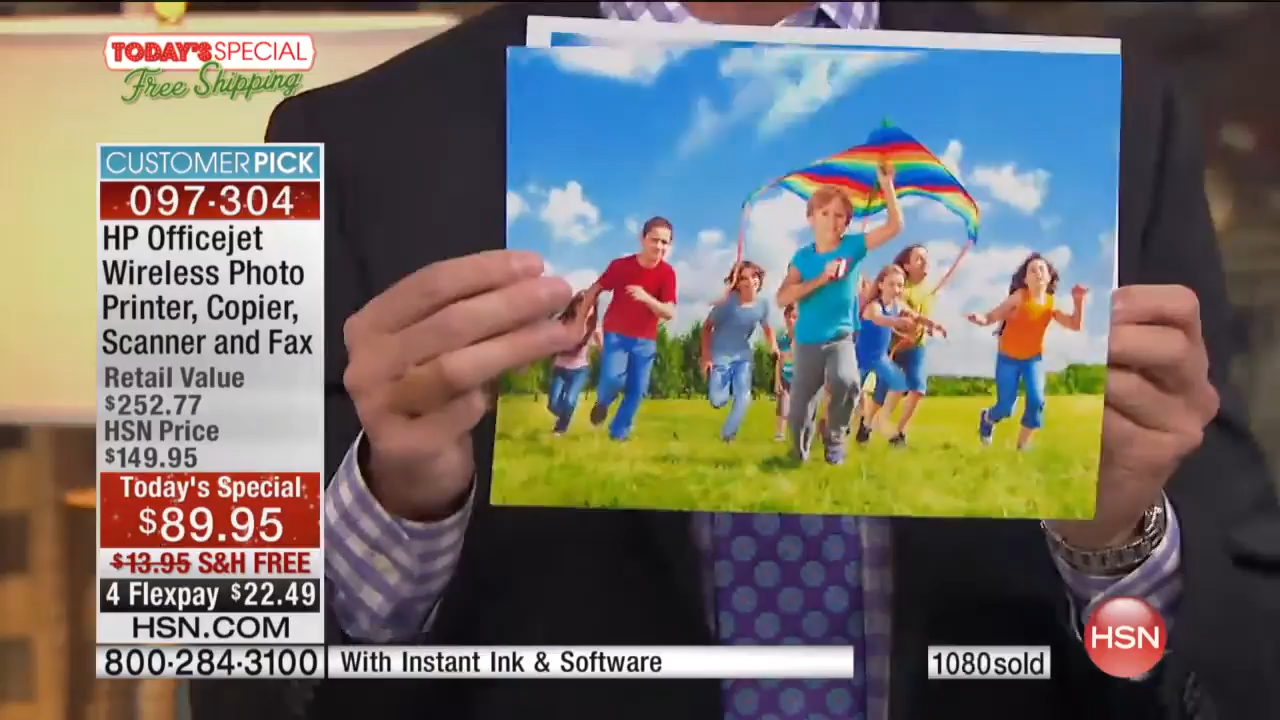 TODAY'S SPECIAL
Free Shipping
CUSTOMER PICK
097·304
HP Officejet
Wireless Photo
Printer, Copier,
Scanner and Fax
Retail Value
$252.77
HSN Price
$149.95
Today's Special
$89.95
$13.95 S&H FREE
4 Flexpay $22.49
HSN.COM
800·284·3100
With Instant Ink & Software
1080 sold
HSN